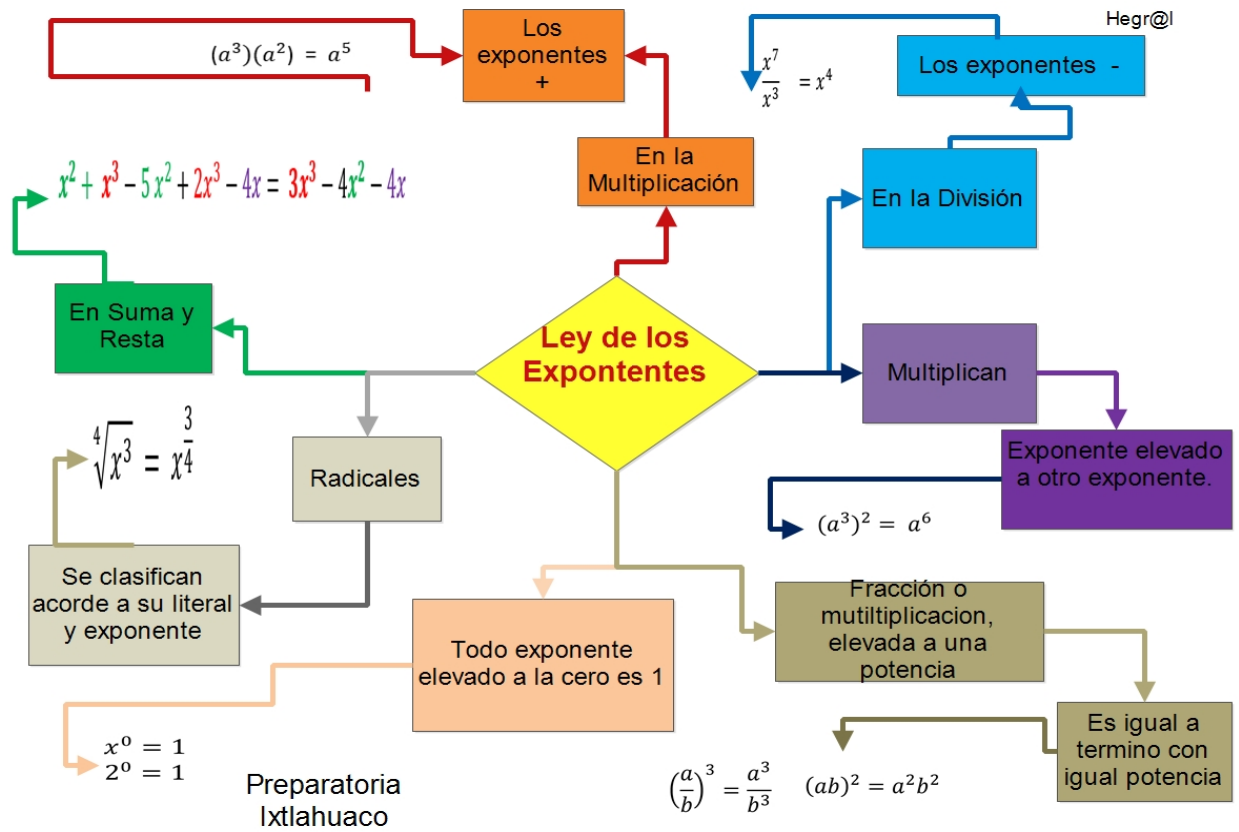 Hegr@l
Los
exponentes
+
(a³)(a²) = a⁵
Los exponentes -
x⁷/x³ = x⁴
En la
Multiplicación
x² + x³ − 5x² + 2x³ − 4x = 3x³ − 4x² − 4x
En la División
En Suma y
Resta
Ley de los
Expontentes
Multiplican
∜x³ = x^(3/4)
Radicales
Exponente elevado
a otro exponente.
(a³)² = a⁶
Se clasifican
acorde a su literal
y exponente
Todo exponente
elevado a la cero es 1
x⁰ = 1
2⁰ = 1
Fracción o
mutiltiplicacion,
elevada a una
potencia
Es igual a
termino con
igual potencia
(a/b)³ = a³/b³
(ab)² = a²b²
Preparatoria
Ixtlahuaco